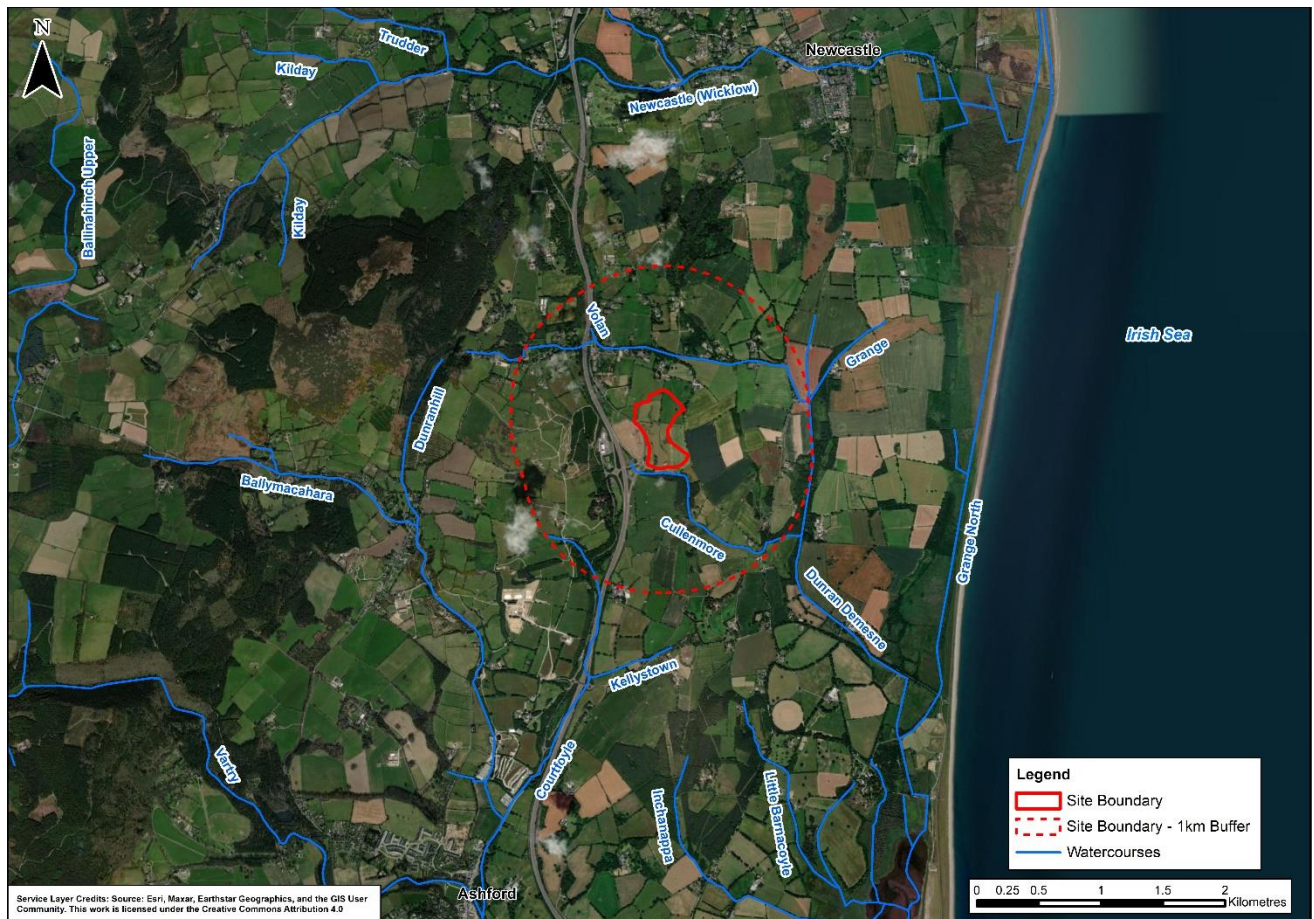 N
Trudder
Kilday
Newcastle
Newcastle (Wicklow)
Ballinahinch Upper
Kilday
Volan
Irish Sea
Grange
Dunranhill
Ballymacahara
Cullenmore
Grange North
Dunran Demesne
Kellystown
Vartry
Courtfoyle
Inchanappa
Little Barnacoyle
Ashford
Legend
Site Boundary
Site Boundary - 1km Buffer
Watercourses
0 0.25 0.5 1 1.5 2
Kilometres
Service Layer Credits: Source: Esri, Maxar, Earthstar Geographics, and the GIS User
Community. This work is licensed under the Creative Commons Attribution 4.0